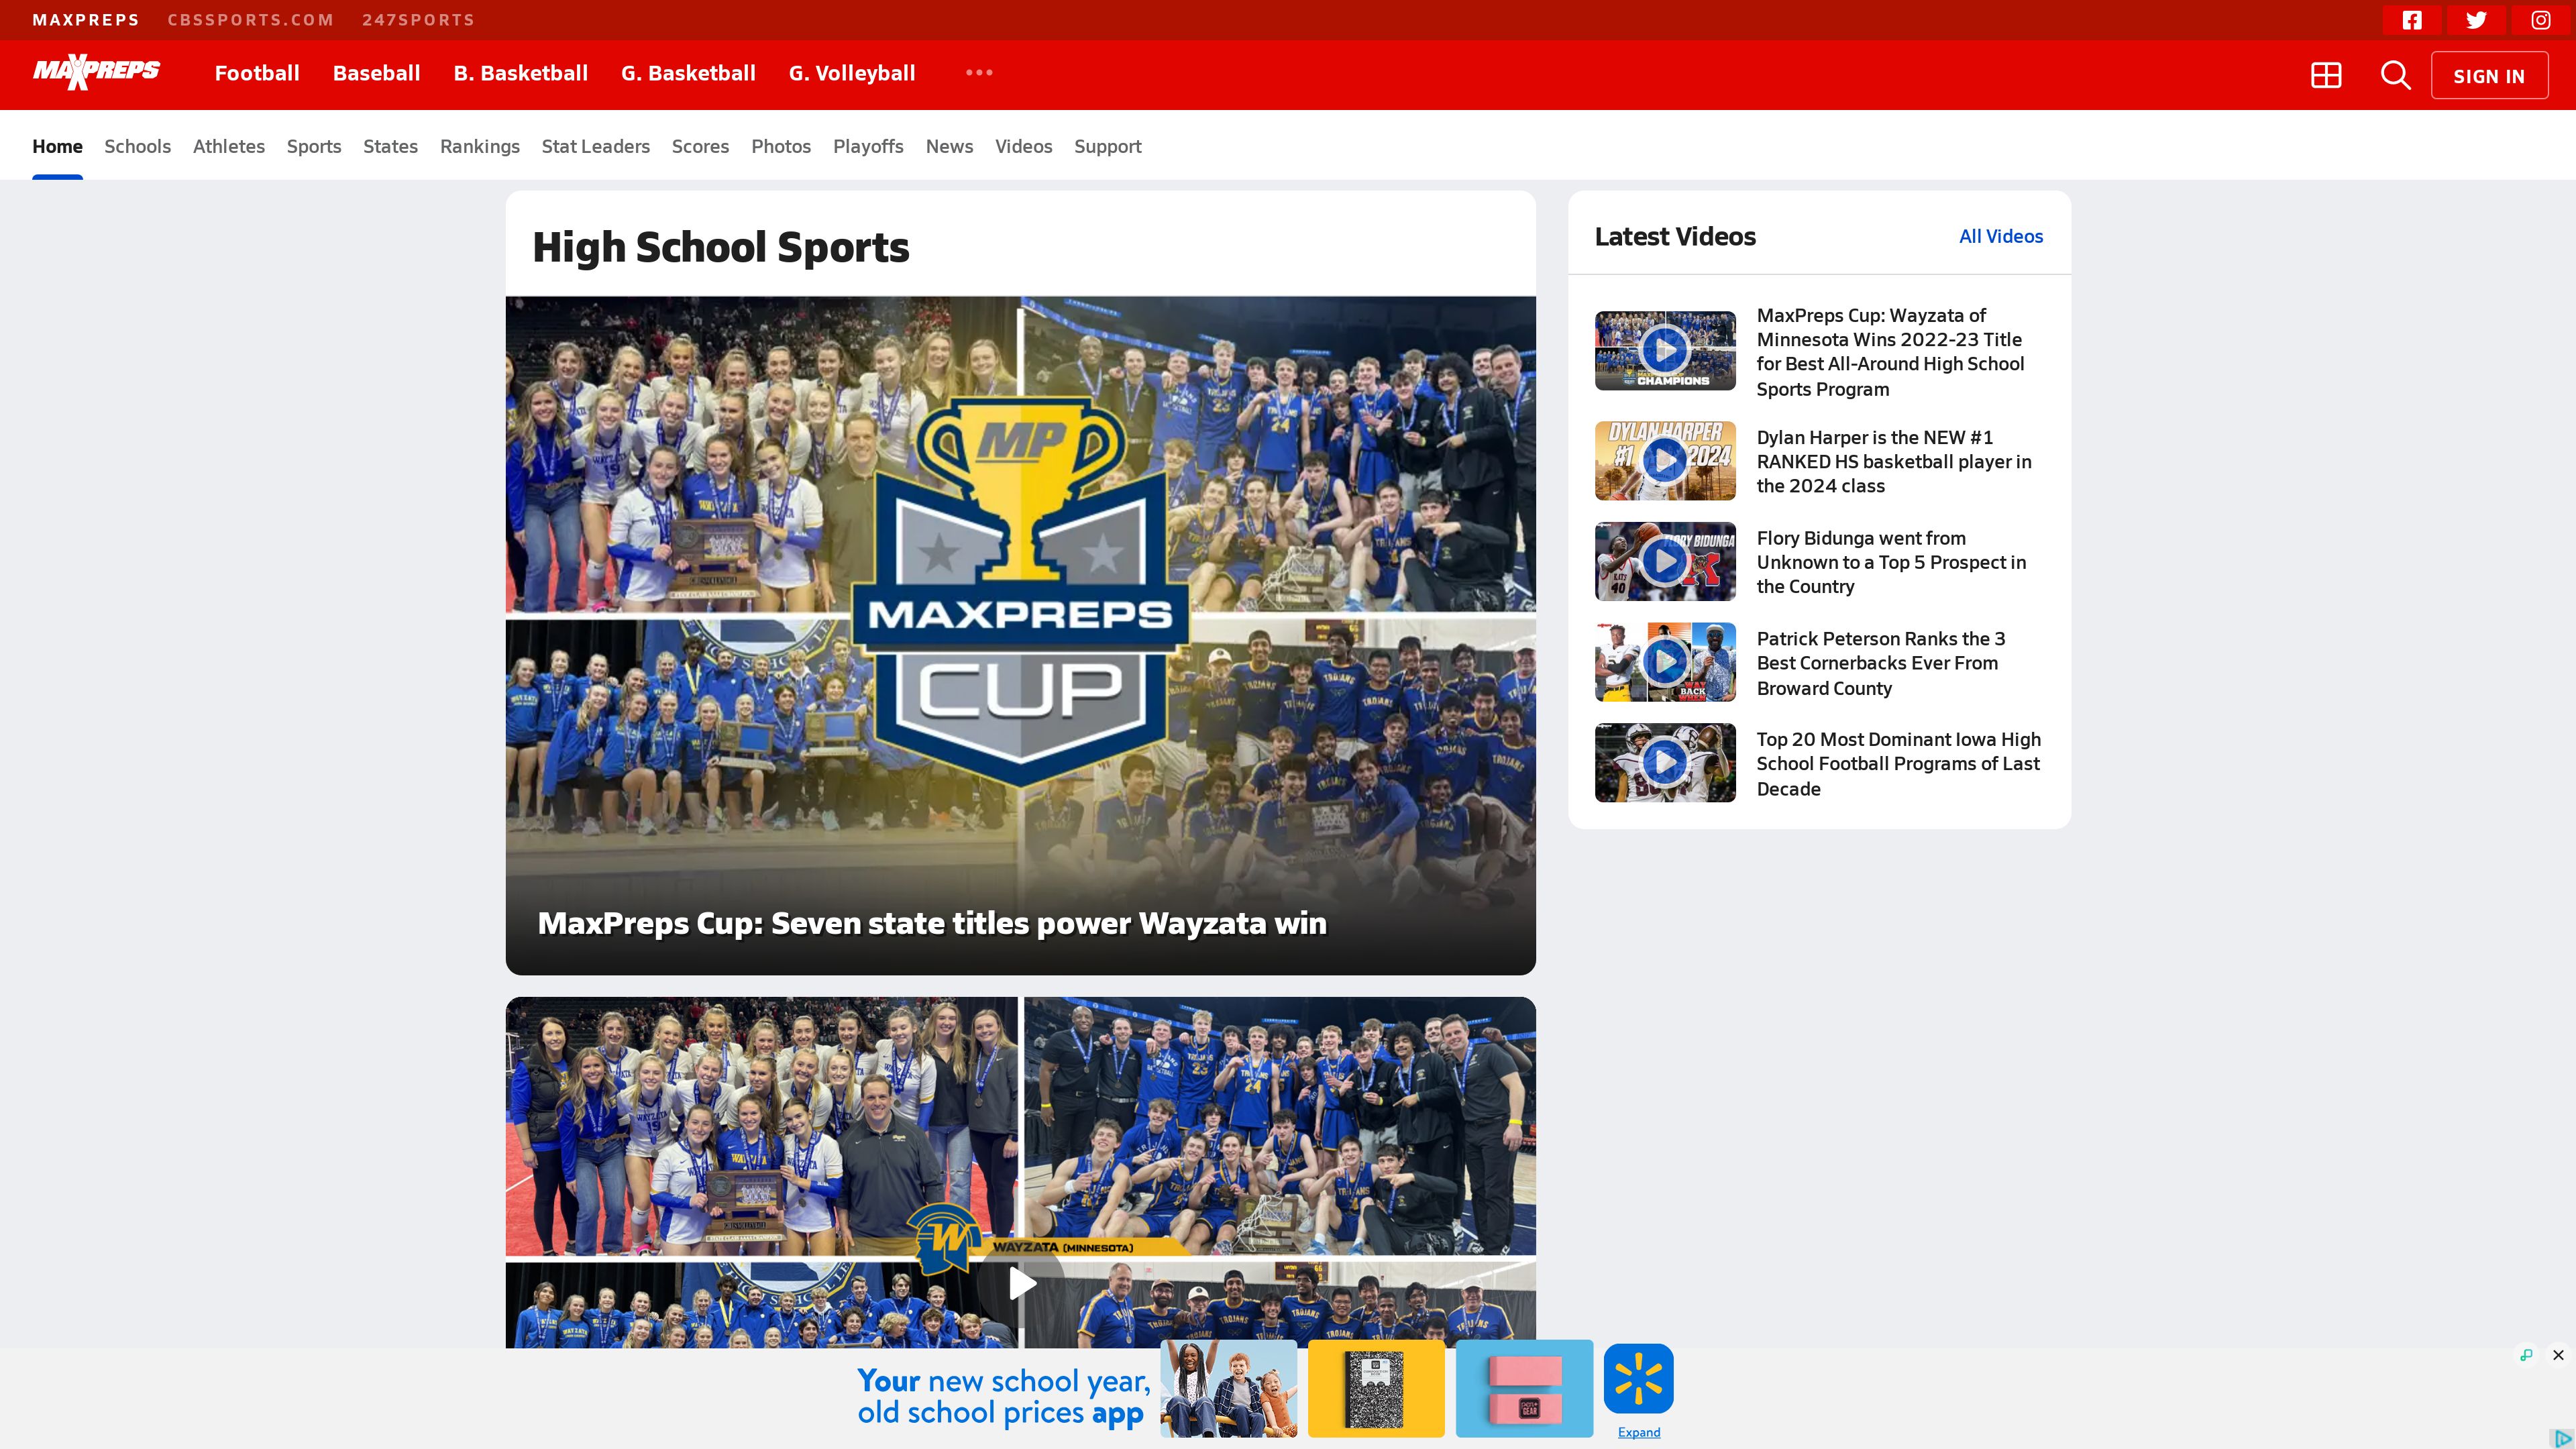 MAXPREPS CBSSPORTS.COM 247SPORTS
MAXPREPS Football Baseball B. Basketball G. Basketball G. Volleyball SIGN IN
Home Schools Athletes Sports States Rankings Stat Leaders Scores Photos Playoffs News Videos Support
High School Sports
MP
MAXPREPS
CUP
MaxPreps Cup: Seven state titles power Wayzata win
WAYZATA (MINNESOTA)
Latest Videos All Videos
CHAMPIONS
MaxPreps Cup: Wayzata of
Minnesota Wins 2022-23 Title
for Best All-Around High School
Sports Program
DYLAN HARPER
#1 2024
Dylan Harper is the NEW #1
RANKED HS basketball player in
the 2024 class
FLORY BIDUNGA
Flory Bidunga went from
Unknown to a Top 5 Prospect in
the Country
Patrick Peterson Ranks the 3
Best Cornerbacks Ever From
Broward County
Top 20 Most Dominant Iowa High
School Football Programs of Last
Decade
Your new school year,
old school prices app
Expand